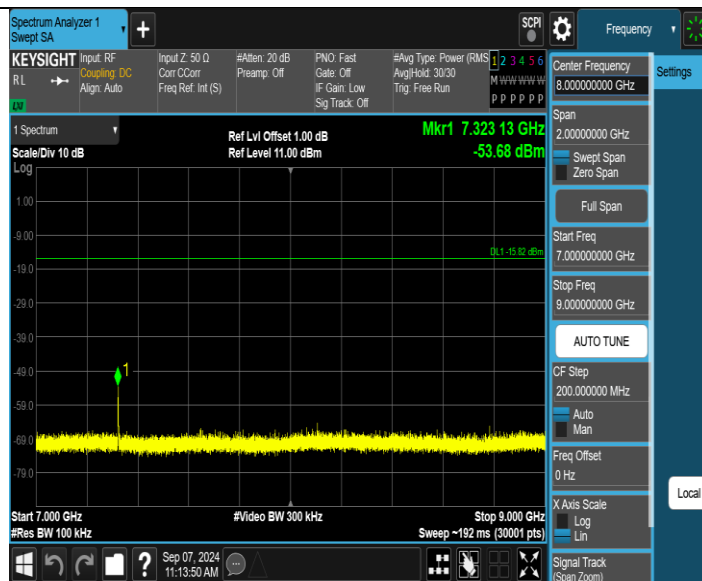 Spectrum Analyzer 1
Swept SA
SCPI
Frequency
KEYSIGHT
RL
LXI
Input: RF
Coupling: DC
Align: Auto
Input Z: 50 Ω
Corr CCorr
Freq Ref: Int (S)
#Atten: 20 dB
Preamp: Off
PNO: Fast
Gate: Off
IF Gain: Low
Sig Track: Off
#Avg Type: Power (RMS
Avg|Hold: 30/30
Trig: Free Run
1 2 3 4 5 6
M W W W W W
P P P P P P
1 Spectrum
Scale/Div 10 dB
Log
Ref Lvl Offset 1.00 dB
Ref Level 11.00 dBm
Mkr1 7.323 13 GHz
-53.68 dBm
1.00
-9.00
DL1 -15.82 dBm
-19.0
-29.0
-39.0
-49.0
1
-59.0
-69.0
-79.0
Start 7.000 GHz
#Res BW 100 kHz
#Video BW 300 kHz
Stop 9.000 GHz
Sweep ~192 ms (30001 pts)
Sep 07, 2024
11:13:50 AM
Center Frequency
8.000000000 GHz
Settings
Span
2.00000000 GHz
Swept Span
Zero Span
Full Span
Start Freq
7.000000000 GHz
Stop Freq
9.000000000 GHz
AUTO TUNE
CF Step
200.000000 MHz
Auto
Man
Freq Offset
0 Hz
X Axis Scale
Log
Lin
Local
Signal Track
(Span Zoom)